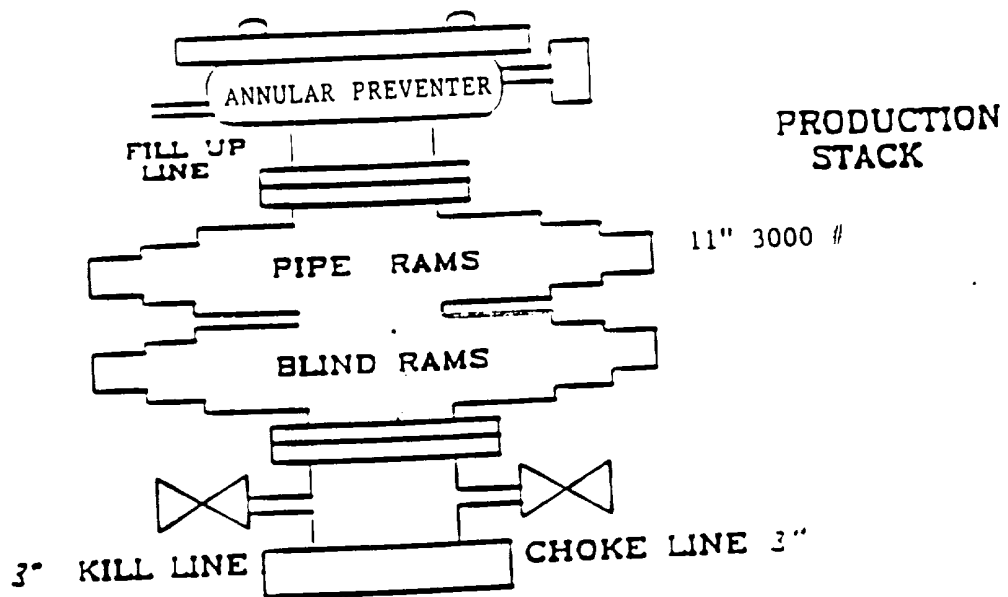 ANNULAR PREVENTER
FILL UP
LINE
PRODUCTION
STACK
11" 3000 #
PIPE RAMS
BLIND RAMS
3" KILL LINE
CHOKE LINE 3"